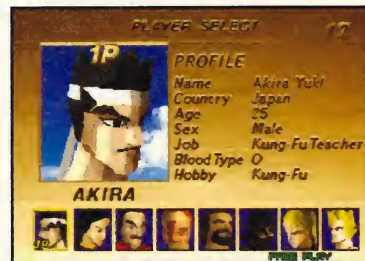 PLAYER SELECT
1P
PROFILE
Name Akira Yuki
Country Japan
Age 25
Sex Male
Job Kung-Fu Teacher
Blood Type O
Hobby Kung-Fu
AKIRA
1P
FREE PLAY